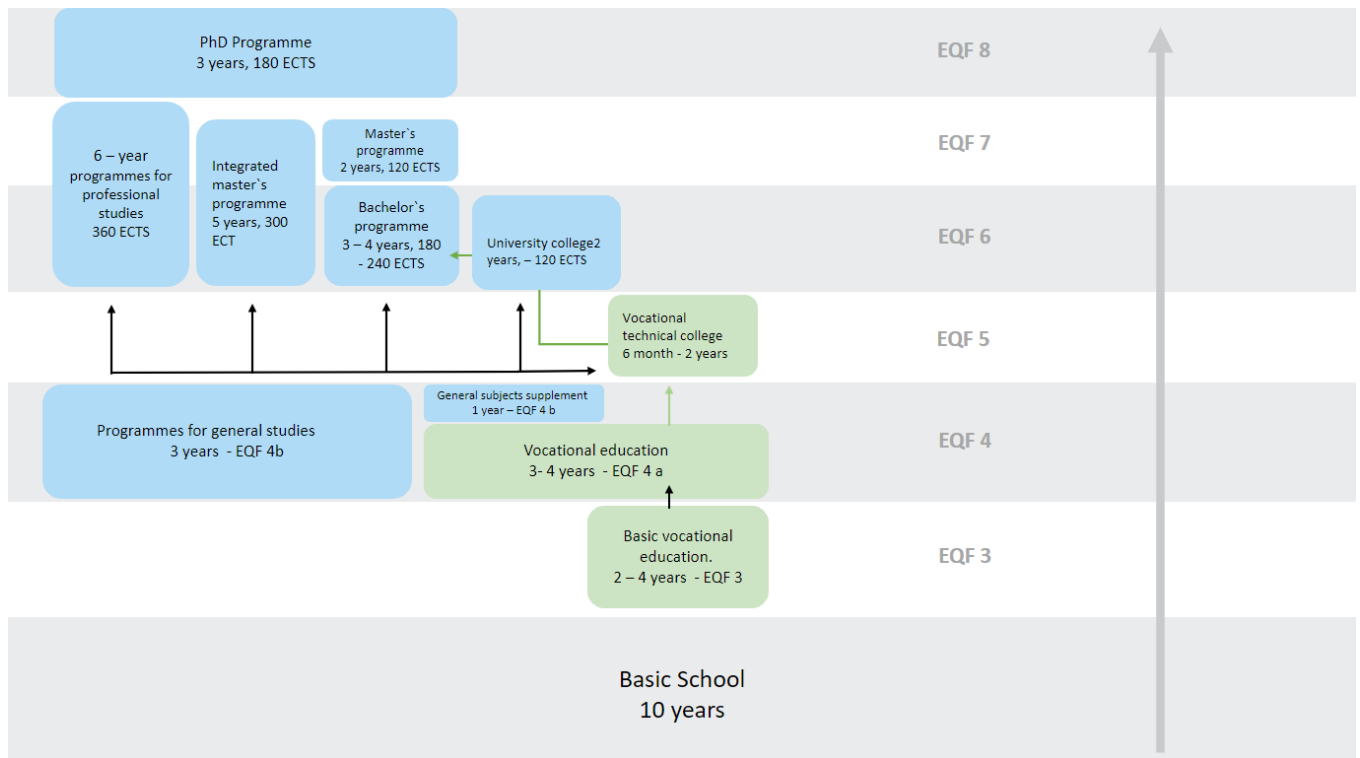 PhD Programme
3 years, 180 ECTS
EQF 8
6 – year
programmes for
professional
studies
360 ECTS
Integrated
master`s
programme
5 years, 300
ECT
Master`s
programme
2 years, 120 ECTS
EQF 7
Bachelor`s
programme
3 – 4 years, 180
- 240 ECTS
University college2
years, – 120 ECTS
EQF 6
Vocational
technical college
6 month - 2 years
EQF 5
Programmes for general studies
3 years - EQF 4b
General subjects supplement
1 year – EQF 4 b
Vocational education
3- 4 years - EQF 4 a
EQF 4
Basic vocational
education.
2 – 4 years - EQF 3
EQF 3
Basic School
10 years